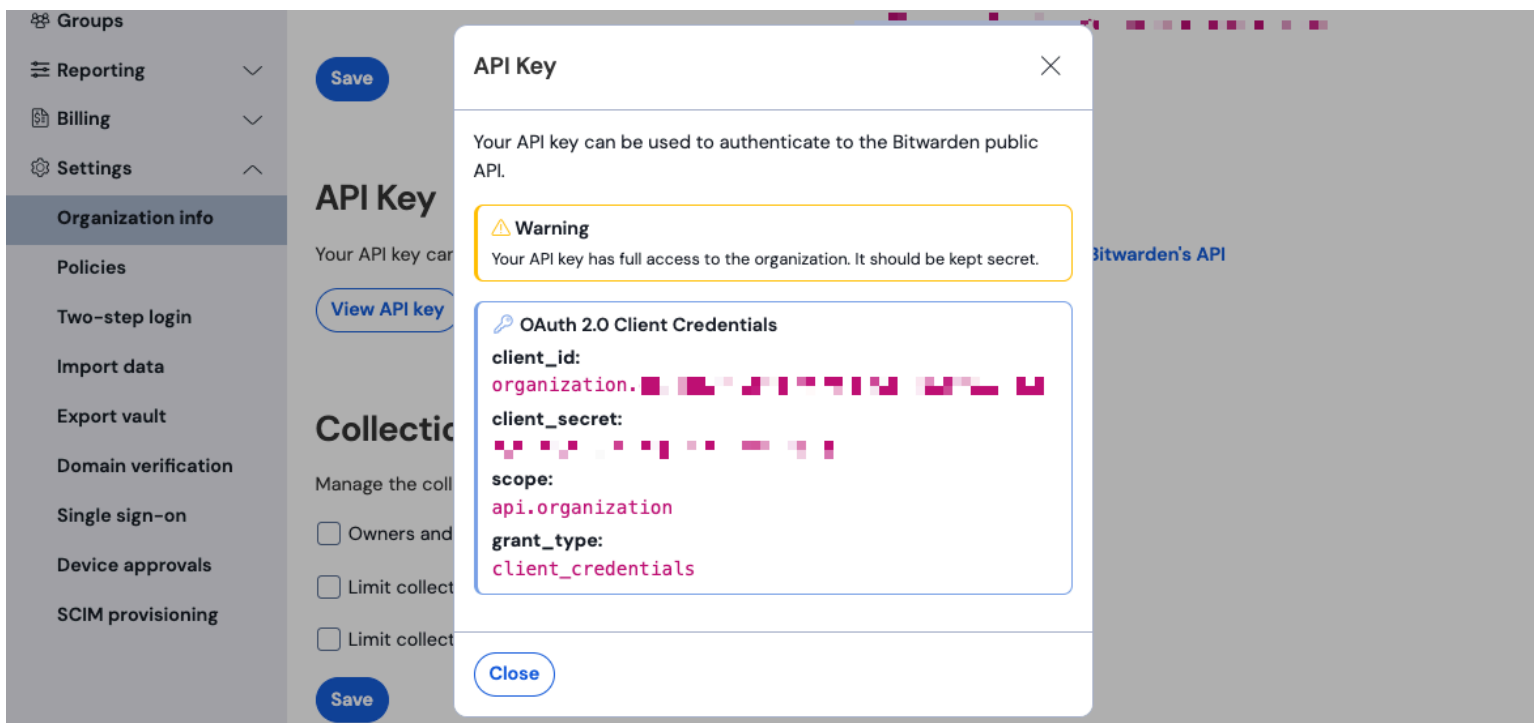 Groups
Reporting
Billing
Settings
Organization info
Policies
Two-step login
Import data
Export vault
Domain verification
Single sign-on
Device approvals
SCIM provisioning
Save
API Key
Your API key can
Bitwarden's API
View API key
Collectio
Manage the coll
Owners and
Limit collect
Limit collect
Save
API Key
Your API key can be used to authenticate to the Bitwarden public
API.
Warning
Your API key has full access to the organization. It should be kept secret.
OAuth 2.0 Client Credentials
client_id:
organization.
client_secret:
scope:
api.organization
grant_type:
client_credentials
Close